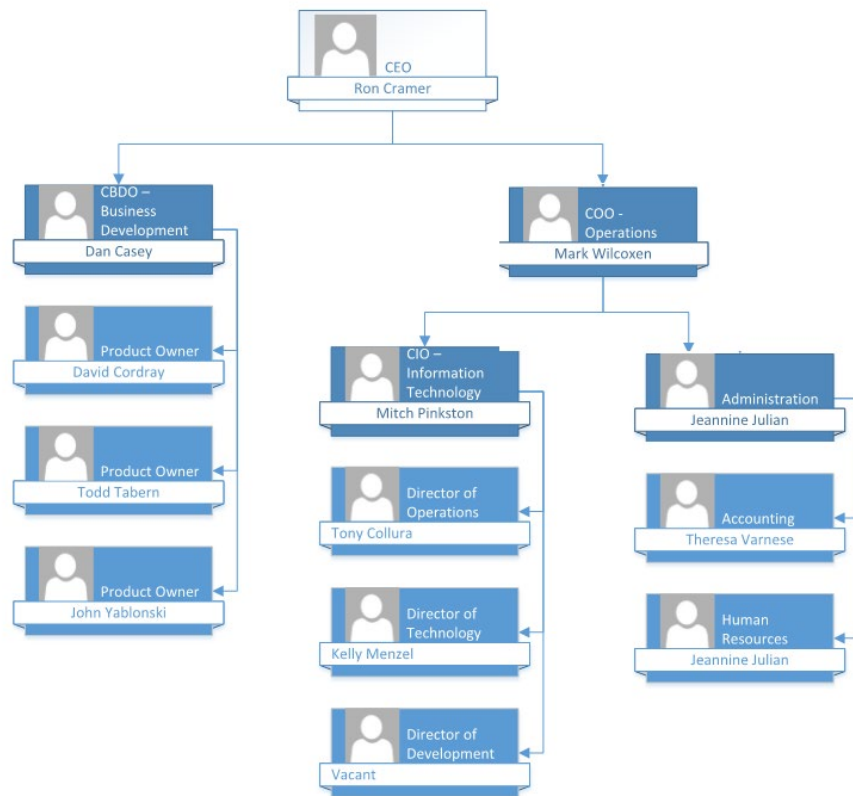 CEO
Ron Cramer
CBDO –
Business
Development
Dan Casey
COO -
Operations
Mark Wilcoxen
Product Owner
David Cordray
Product Owner
Todd Tabern
Product Owner
John Yablonski
CIO –
Information
Technology
Mitch Pinkston
Director of
Operations
Tony Collura
Director of
Technology
Kelly Menzel
Director of
Development
Vacant
Administration
Jeannine Julian
Accounting
Theresa Varnese
Human
Resources
Jeannine Julian